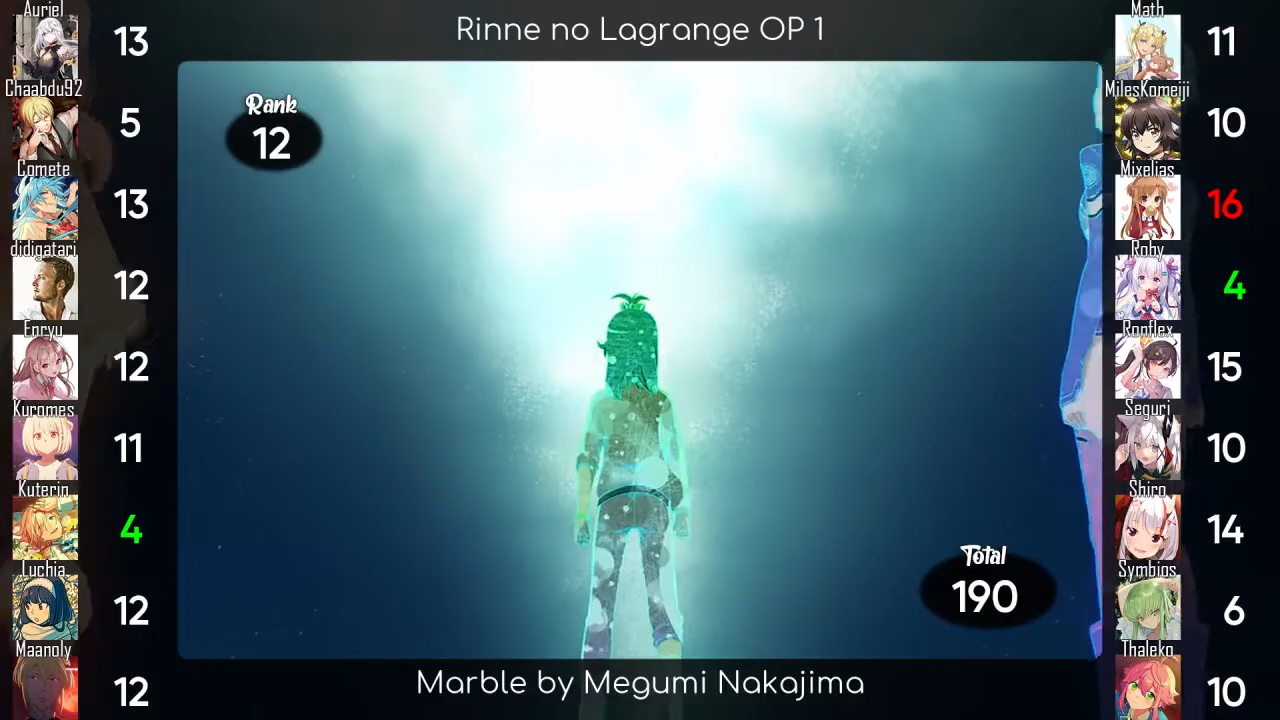 Rinne no Lagrange OP 1
Auriel
13
Chaabdu92
5
Comete
13
didigatari
12
Enryu
12
Kuromes
11
Kuterin
4
Luchia
12
Maanoly
12
Rank
12
Total
190
Math
11
MilesKomeiji
10
Mixelias
16
Roby
4
Ronflex
15
Seguri
10
Shiro
14
Symbios
6
Thaleko
10
Marble by Megumi Nakajima